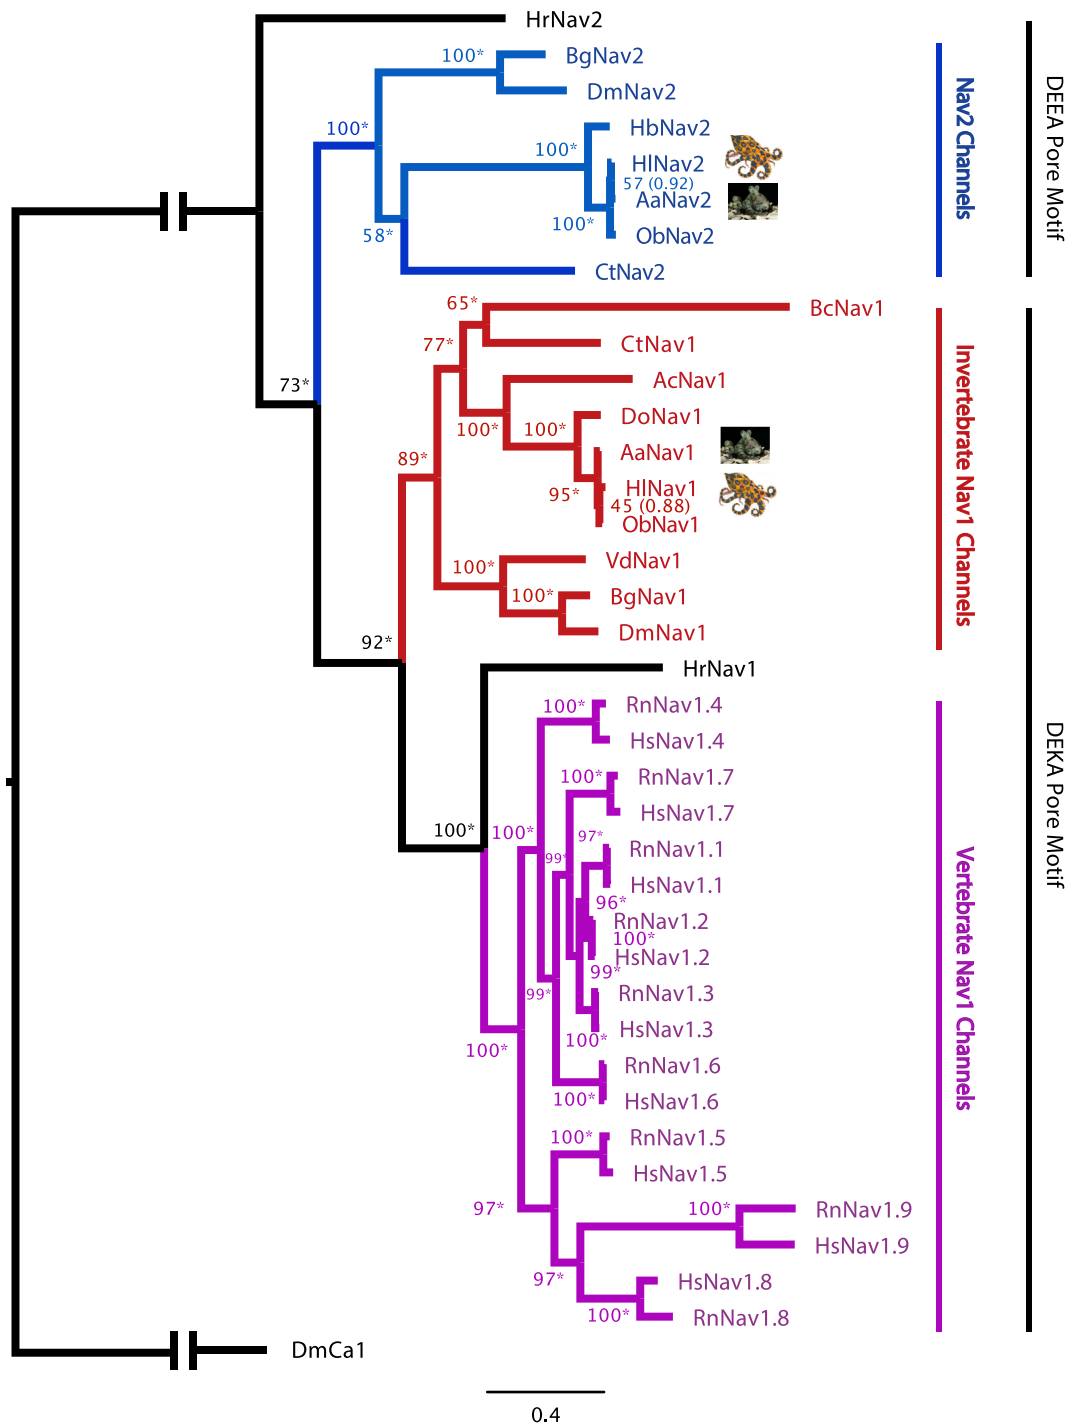 HrNav2
100*
BgNav2
DmNav2
100*
HbNav2
100*
HlNav2
57 (0.92)
AaNav2
100*
58*
ObNav2
CtNav2
Nav2 Channels
DEEA Pore Motif
65*
BcNav1
77*
CtNav1
AcNav1
73*
DoNav1
100*
100*
AaNav1
89*
HlNav1
95*
45 (0.88)
ObNav1
VdNav1
100*
BgNav1
100*
DmNav1
Invertebrate Nav1 Channels
92*
HrNav1
RnNav1.4
100*
HsNav1.4
RnNav1.7
100*
HsNav1.7
100*
100*
97*
RnNav1.1
99*
HsNav1.1
96*
RnNav1.2
100*
HsNav1.2
99*
99*
RnNav1.3
HsNav1.3
100*
100*
RnNav1.6
100*
HsNav1.6
RnNav1.5
100*
HsNav1.5
97*
100*
RnNav1.9
HsNav1.9
97*
HsNav1.8
100*
RnNav1.8
Vertebrate Nav1 Channels
DEKA Pore Motif
DmCa1
0.4